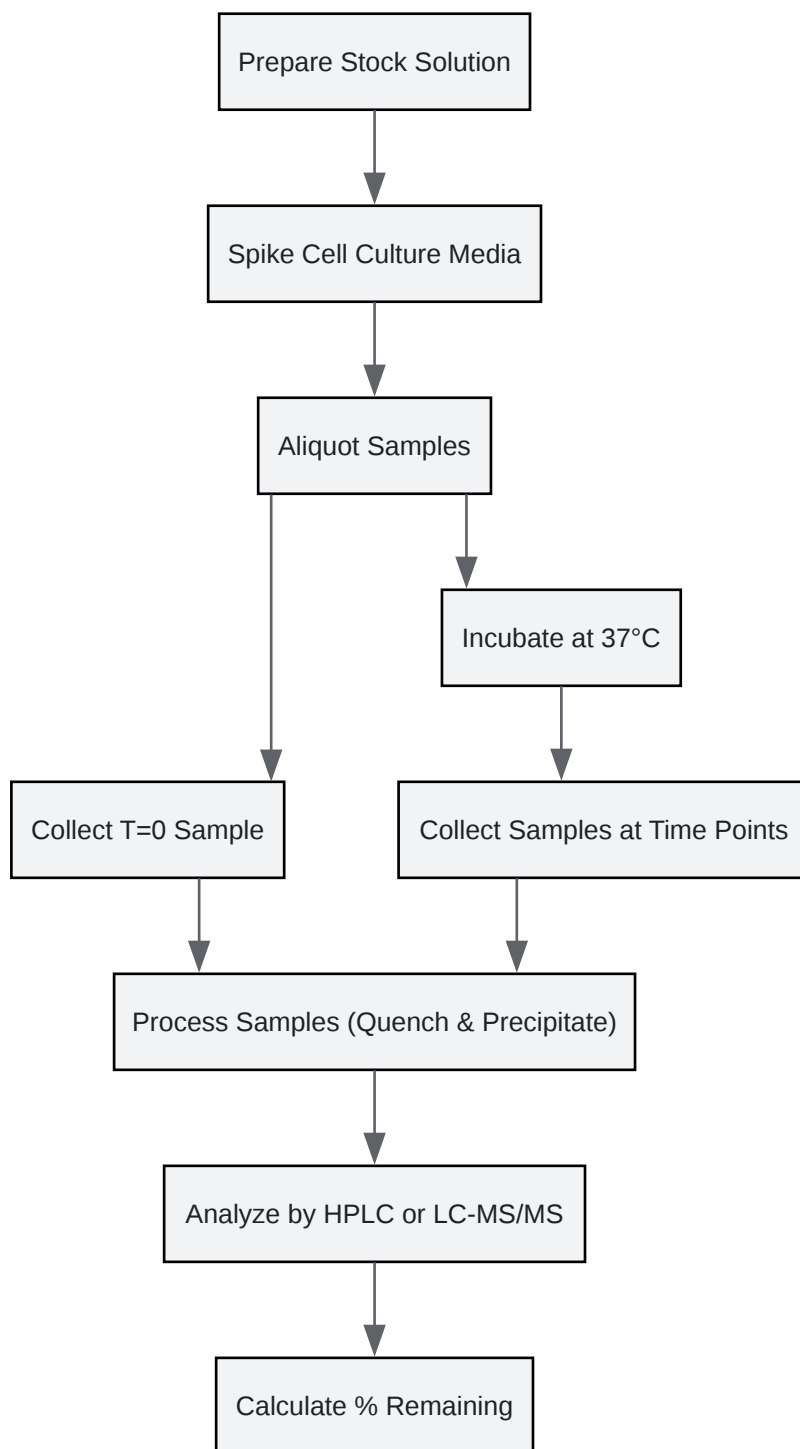 Prepare Stock Solution
Spike Cell Culture Media
Aliquot Samples
Incubate at 37°C
Collect T=0 Sample
Collect Samples at Time Points
Process Samples (Quench & Precipitate)
Analyze by HPLC or LC-MS/MS
Calculate % Remaining